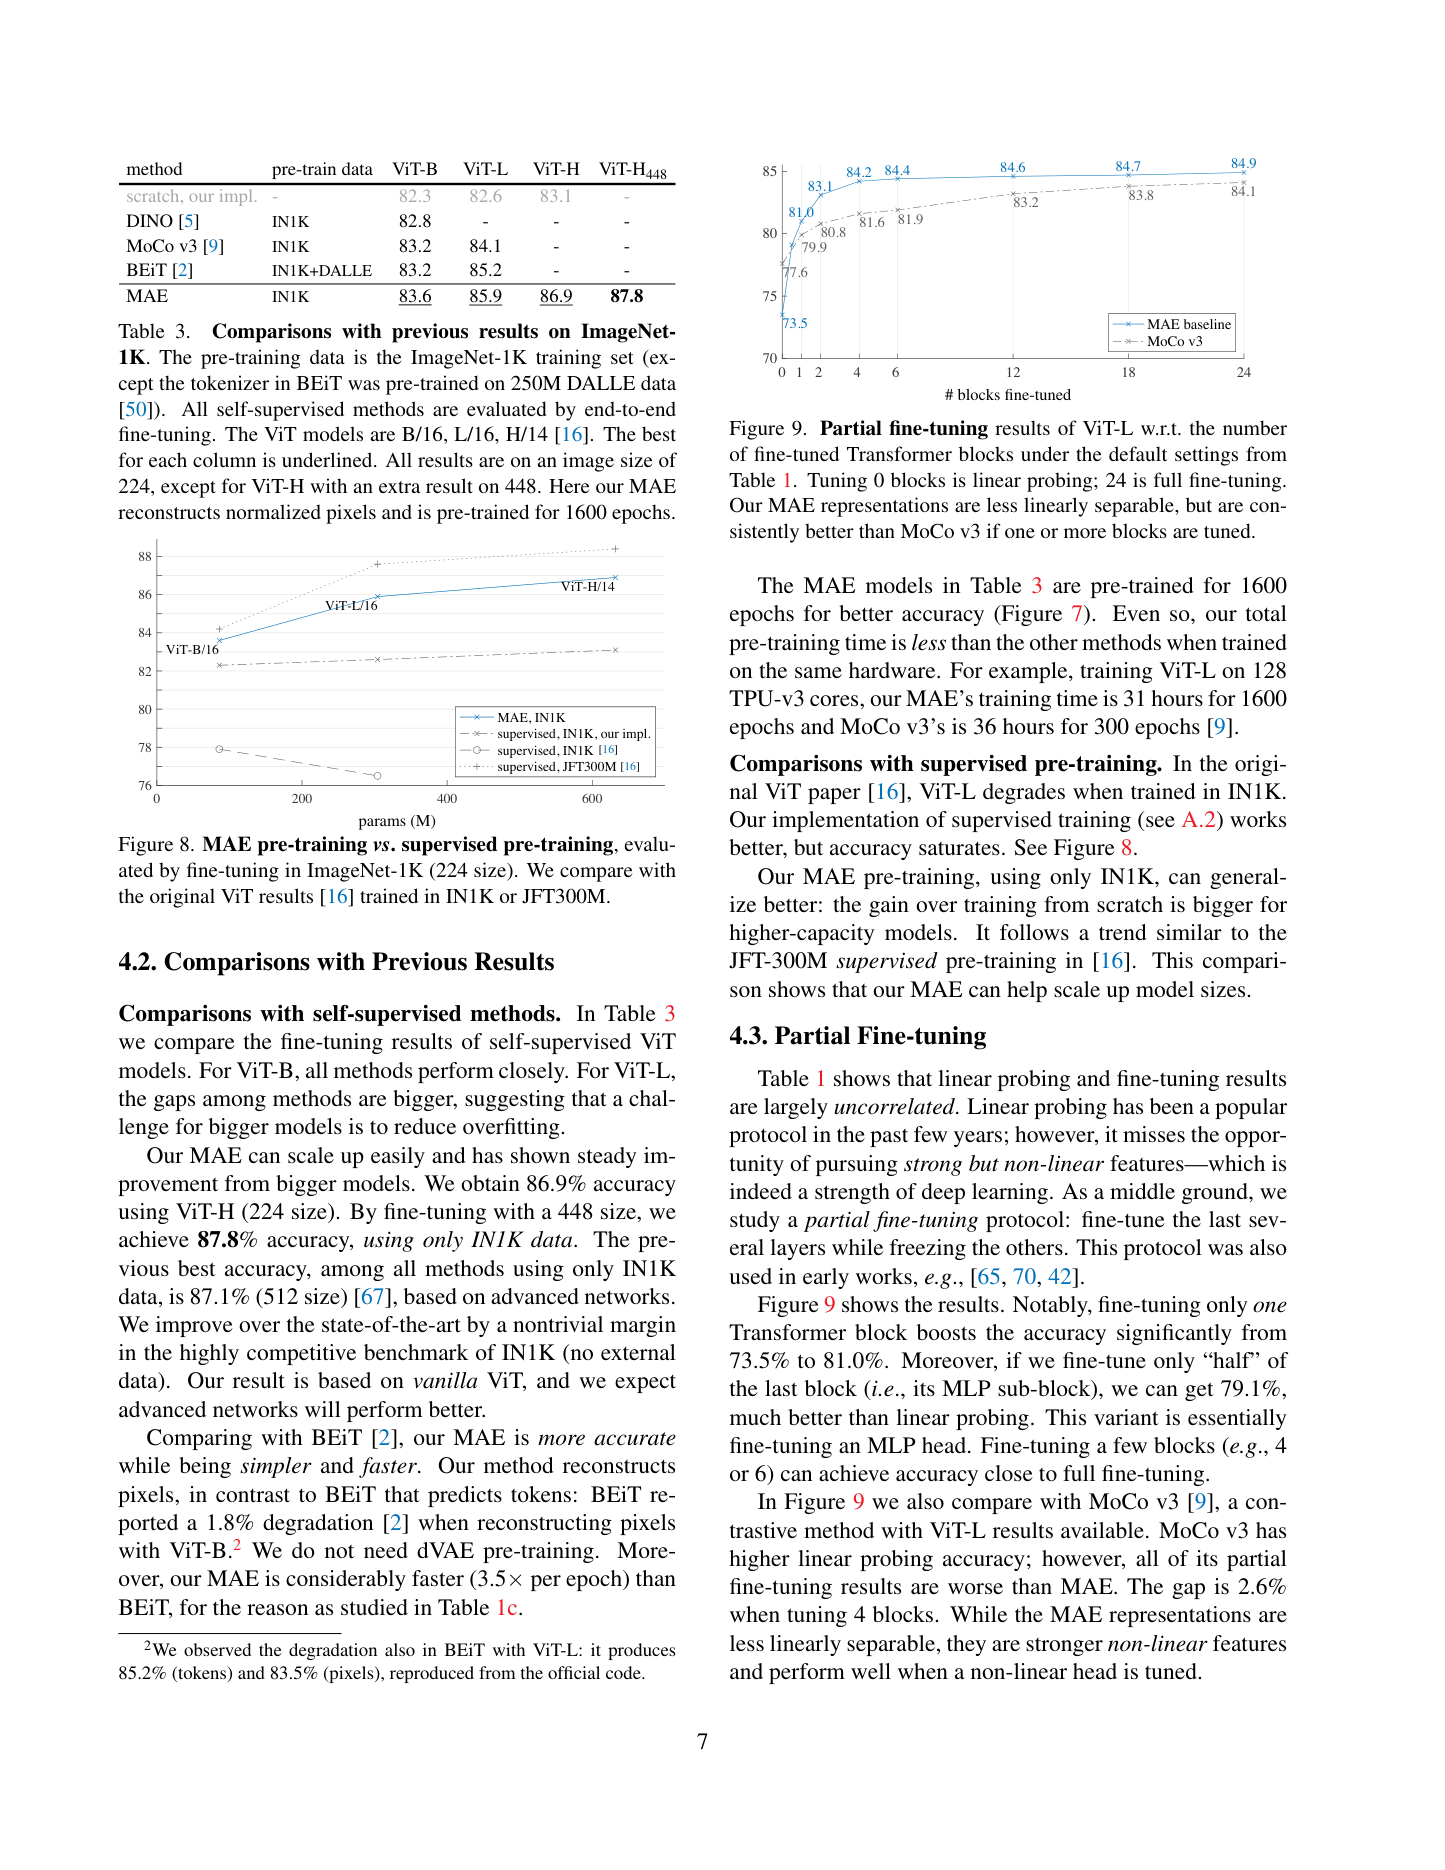 method pre-train data ViT-B ViT-L ViT-H ViT-H448
scratch, our impl. - 82.3 82.6 83.1 -
DINO [5] IN1K 82.8 - - -
MoCo v3 [9] IN1K 83.2 84.1 - -
BEiT [2] IN1K+DALLE 83.2 85.2 - -
MAE IN1K 83.6 85.9 86.9 87.8
Table 3. Comparisons with previous results on ImageNet-
1K. The pre-training data is the ImageNet-1K training set (ex-
cept the tokenizer in BEiT was pre-trained on 250M DALLE data
[50]). All self-supervised methods are evaluated by end-to-end
fine-tuning. The ViT models are B/16, L/16, H/14 [16]. The best
for each column is underlined. All results are on an image size of
224, except for ViT-H with an extra result on 448. Here our MAE
reconstructs normalized pixels and is pre-trained for 1600 epochs.
88
86
84
82
80
78
76
0 200 400 600
params (M)
ViT-B/16
ViT-L/16
ViT-H/14
MAE, IN1K
supervised, IN1K, our impl.
supervised, IN1K [16]
supervised, JFT300M [16]
Figure 8. MAE pre-training vs. supervised pre-training, evalu-
ated by fine-tuning in ImageNet-1K (224 size). We compare with
the original ViT results [16] trained in IN1K or JFT300M.
4.2. Comparisons with Previous Results
Comparisons with self-supervised methods. In Table 3
we compare the fine-tuning results of self-supervised ViT
models. For ViT-B, all methods perform closely. For ViT-L,
the gaps among methods are bigger, suggesting that a chal-
lenge for bigger models is to reduce overfitting.
Our MAE can scale up easily and has shown steady im-
provement from bigger models. We obtain 86.9% accuracy
using ViT-H (224 size). By fine-tuning with a 448 size, we
achieve 87.8% accuracy, using only IN1K data. The pre-
vious best accuracy, among all methods using only IN1K
data, is 87.1% (512 size) [67], based on advanced networks.
We improve over the state-of-the-art by a nontrivial margin
in the highly competitive benchmark of IN1K (no external
data). Our result is based on vanilla ViT, and we expect
advanced networks will perform better.
Comparing with BEiT [2], our MAE is more accurate
while being simpler and faster. Our method reconstructs
pixels, in contrast to BEiT that predicts tokens: BEiT re-
ported a 1.8% degradation [2] when reconstructing pixels
with ViT-B.2 We do not need dVAE pre-training. More-
over, our MAE is considerably faster (3.5× per epoch) than
BEiT, for the reason as studied in Table 1c.
2We observed the degradation also in BEiT with ViT-L: it produces
85.2% (tokens) and 83.5% (pixels), reproduced from the official code.
85
80
75
70
0 1 2 4 6 12 18 24
# blocks fine-tuned
73.5 81.0 83.1 84.2 84.4 84.6 84.7 84.9
77.6 79.9 80.8 81.6 81.9 83.2 83.8 84.1
MAE baseline
MoCo v3
Figure 9. Partial fine-tuning results of ViT-L w.r.t. the number
of fine-tuned Transformer blocks under the default settings from
Table 1. Tuning 0 blocks is linear probing; 24 is full fine-tuning.
Our MAE representations are less linearly separable, but are con-
sistently better than MoCo v3 if one or more blocks are tuned.
The MAE models in Table 3 are pre-trained for 1600
epochs for better accuracy (Figure 7). Even so, our total
pre-training time is less than the other methods when trained
on the same hardware. For example, training ViT-L on 128
TPU-v3 cores, our MAE's training time is 31 hours for 1600
epochs and MoCo v3's is 36 hours for 300 epochs [9].
Comparisons with supervised pre-training. In the origi-
nal ViT paper [16], ViT-L degrades when trained in IN1K.
Our implementation of supervised training (see A.2) works
better, but accuracy saturates. See Figure 8.
Our MAE pre-training, using only IN1K, can general-
ize better: the gain over training from scratch is bigger for
higher-capacity models. It follows a trend similar to the
JFT-300M supervised pre-training in [16]. This compari-
son shows that our MAE can help scale up model sizes.
4.3. Partial Fine-tuning
Table 1 shows that linear probing and fine-tuning results
are largely uncorrelated. Linear probing has been a popular
protocol in the past few years; however, it misses the oppor-
tunity of pursuing strong but non-linear features—which is
indeed a strength of deep learning. As a middle ground, we
study a partial fine-tuning protocol: fine-tune the last sev-
eral layers while freezing the others. This protocol was also
used in early works, e.g., [65, 70, 42].
Figure 9 shows the results. Notably, fine-tuning only one
Transformer block boosts the accuracy significantly from
73.5% to 81.0%. Moreover, if we fine-tune only “half” of
the last block (i.e., its MLP sub-block), we can get 79.1%,
much better than linear probing. This variant is essentially
fine-tuning an MLP head. Fine-tuning a few blocks (e.g., 4
or 6) can achieve accuracy close to full fine-tuning.
In Figure 9 we also compare with MoCo v3 [9], a con-
trastive method with ViT-L results available. MoCo v3 has
higher linear probing accuracy; however, all of its partial
fine-tuning results are worse than MAE. The gap is 2.6%
when tuning 4 blocks. While the MAE representations are
less linearly separable, they are stronger non-linear features
and perform well when a non-linear head is tuned.
7